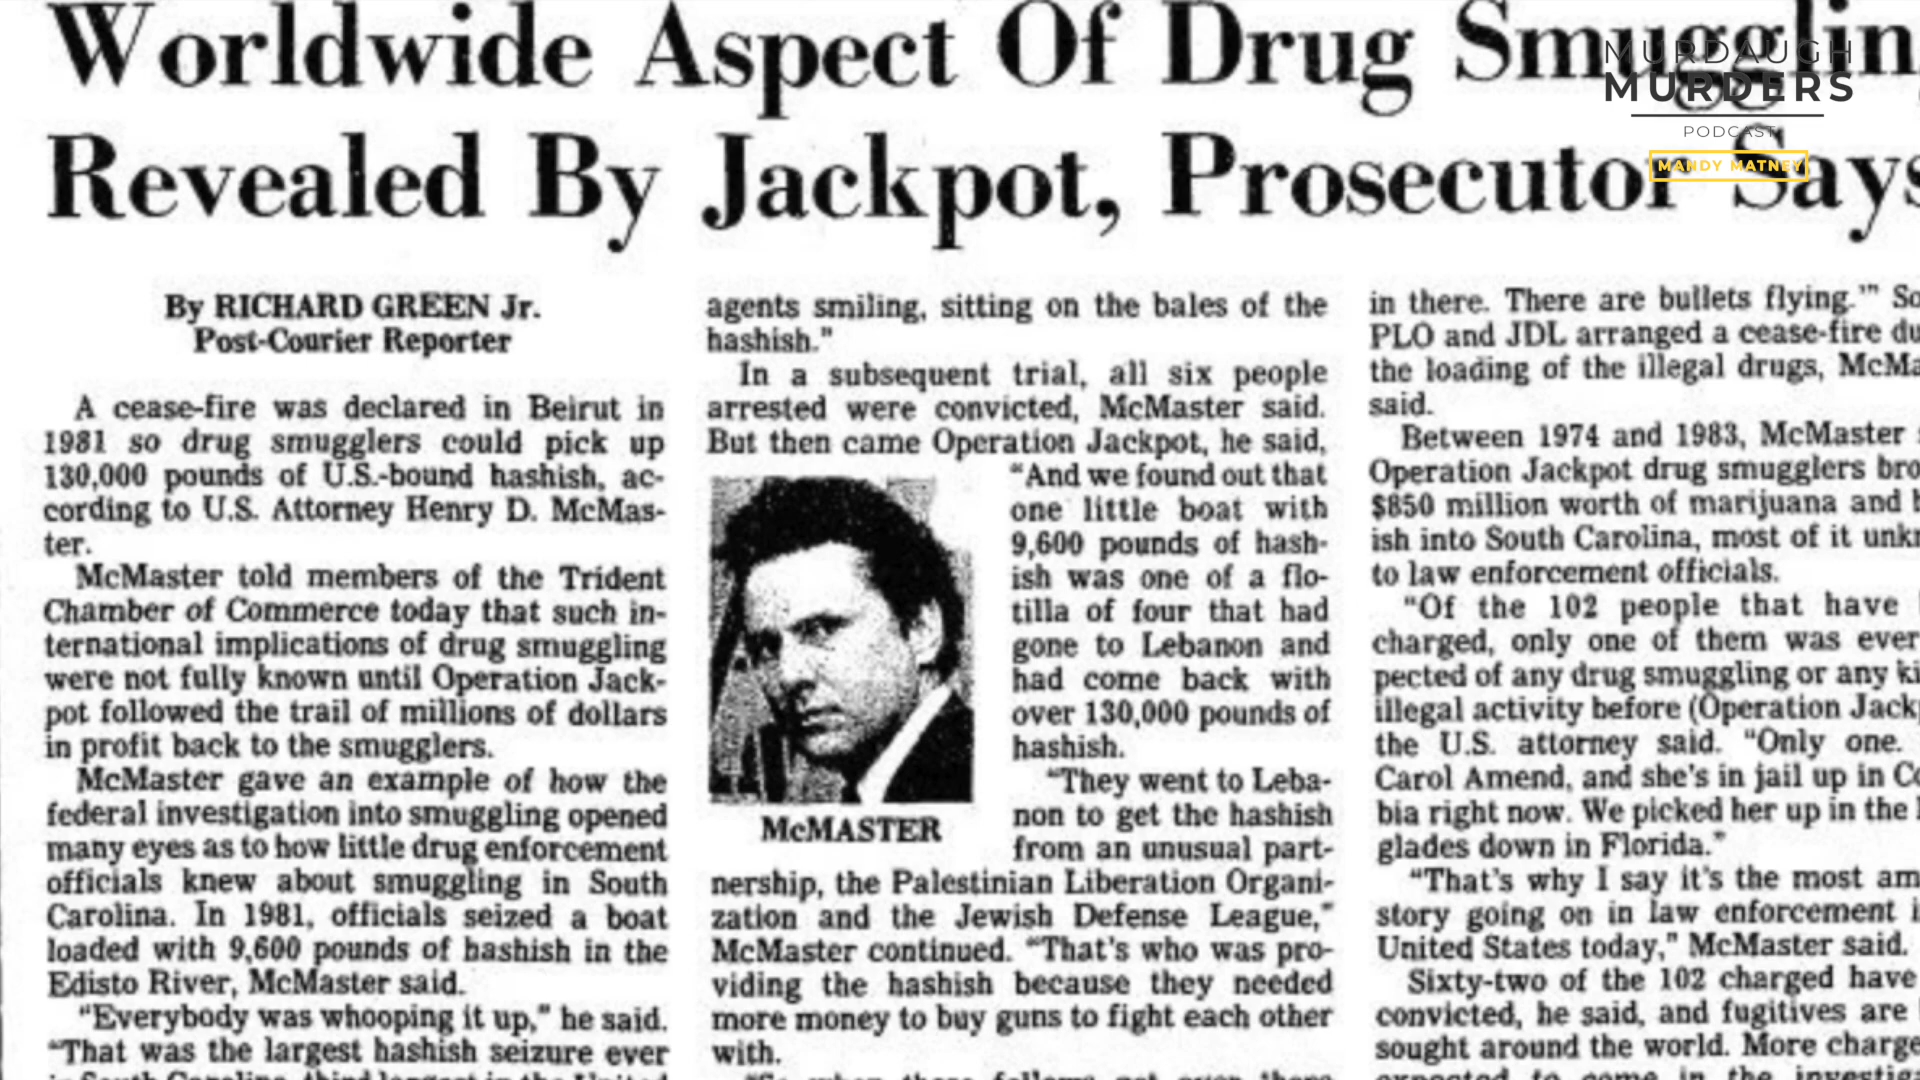 Worldwide Aspect Of Drug
Revealed By Jackpot, Prosecutor Says
MURDAUGH
MURDERS
PODCAST
MANDY MATNEY
By RICHARD GREEN Jr.
Post-Courier Reporter
A cease-fire was declared in Beirut in
1981 so drug smugglers could pick up
130,000 pounds of U.S.-bound hashish, ac-
cording to U.S. Attorney Henry D. McMas-
ter.
McMaster told members of the Trident
Chamber of Commerce today that such in-
ternational implications of drug smuggling
were not fully known until Operation Jack-
pot followed the trail of millions of dollars
in profit back to the smugglers.
McMaster gave an example of how the
federal investigation into smuggling opened
many eyes as to how little drug enforcement
officials knew about smuggling in South
Carolina. In 1981, officials seized a boat
loaded with 9,600 pounds of hashish in the
Edisto River, McMaster said.
"Everybody was whooping it up," he said.
"That was the largest hashish seizure ever
agents smiling, sitting on the bales of the
hashish."
In a subsequent trial, all six people
arrested were convicted, McMaster said.
But then came Operation Jackpot, he said,
"And we found out that
one little boat with
9,600 pounds of hash-
ish was one of a flo-
tilla of four that had
gone to Lebanon and
had come back with
over 130,000 pounds of
hashish.
"They went to Leba-
non to get the hashish
from an unusual part-
McMASTER
nership, the Palestinian Liberation Organi-
zation and the Jewish Defense League,"
McMaster continued. "That's who was pro-
viding the hashish because they needed
more money to buy guns to fight each other
with.
in there. There are bullets flying.'" So
PLO and JDL arranged a cease-fire du
the loading of the illegal drugs, McMa
said.
Between 1974 and 1983, McMaster
Operation Jackpot drug smugglers bro
$850 million worth of marijuana and
ish into South Carolina, most of it unk
to law enforcement officials.
"Of the 102 people that have
charged, only one of them was ever
pected of any drug smuggling or any ki
illegal activity before (Operation Jack
the U.S. attorney said. "Only one.
Carol Amend, and she's in jail up in Co
bia right now. We picked her up in the
glades down in Florida."
"That's why I say it's the most am
story going on in law enforcement i
United States today," McMaster said.
Sixty-two of the 102 charged have
convicted, he said, and fugitives are
sought around the world. More charge